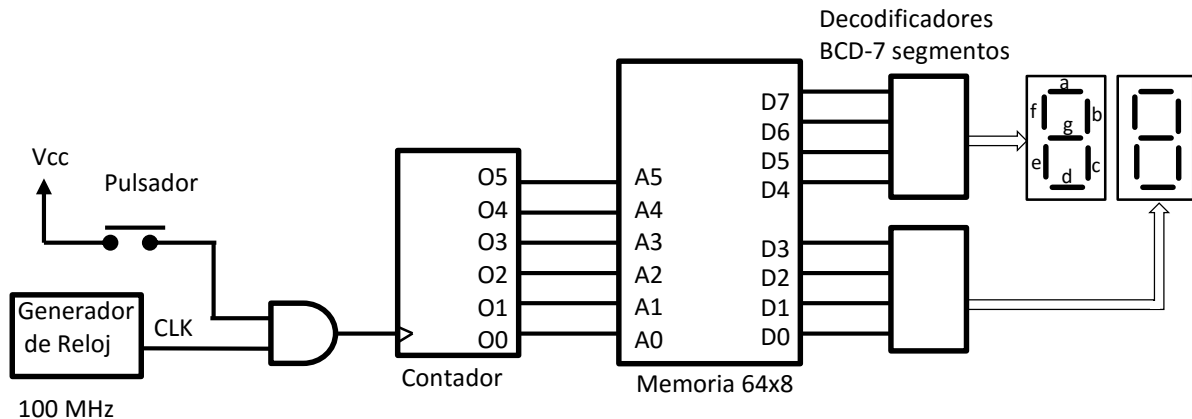 Decodificadores
BCD-7 segmentos
Vcc
Pulsador
Generador
de Reloj
CLK
100 MHz
O5
O4
O3
O2
O1
O0
Contador
A5
A4
A3
A2
A1
A0
D7
D6
D5
D4
D3
D2
D1
D0
Memoria 64x8
a
f
b
g
e
c
d